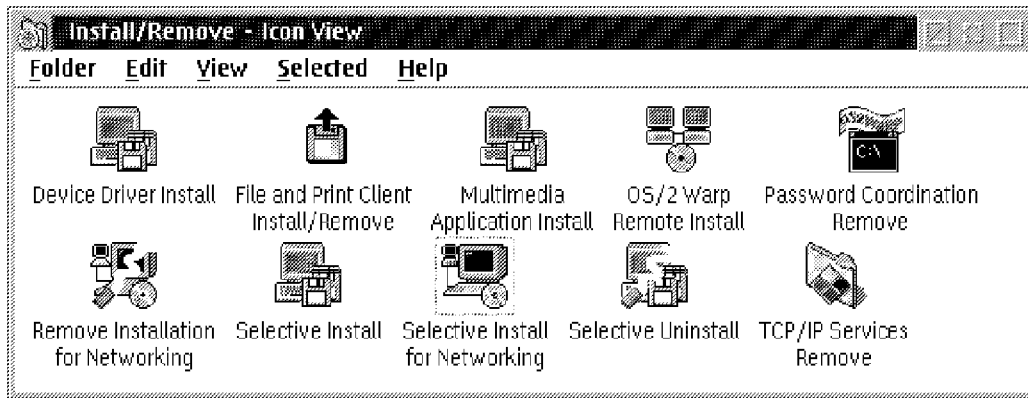 Install/Remove - Icon View
Folder Edit View Selected Help
C:\
Device Driver Install
File and Print Client
Install/Remove
Multimedia
Application Install
OS/2 Warp
Remote Install
Password Coordination
Remove
Remove Installation
for Networking
Selective Install
Selective Install
for Networking
Selective Uninstall
TCP/IP Services
Remove